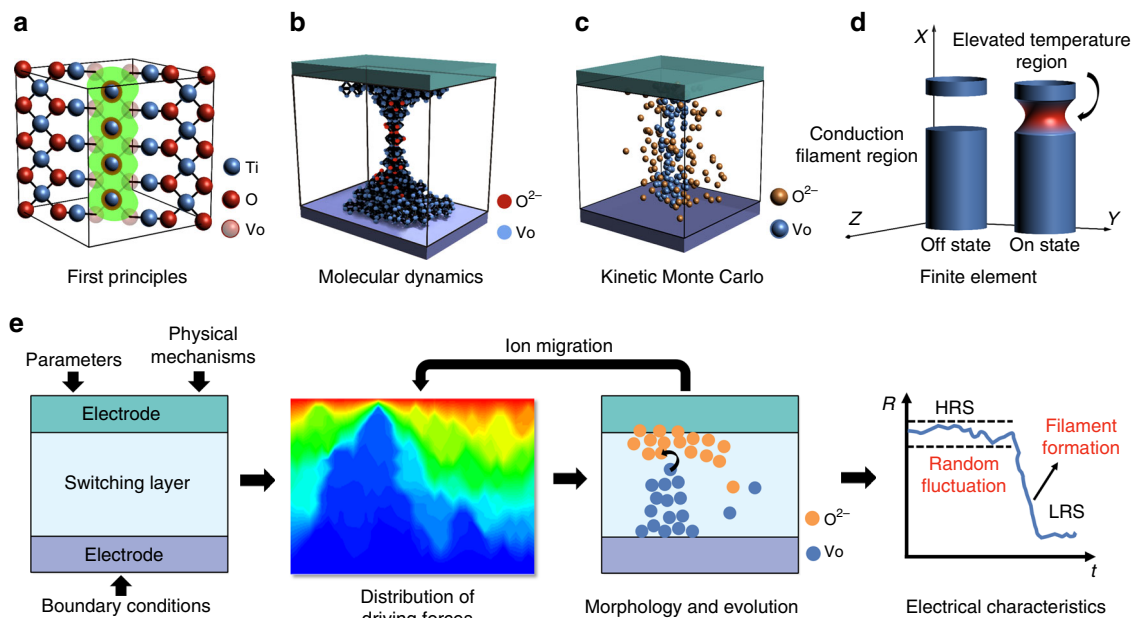 a
Ti
O
Vo
First principles
b
O²⁻
Vo
Molecular dynamics
c
O²⁻
Vo
Kinetic Monte Carlo
d
X
Elevated temperature
region
Conduction
filament region
Z
Y
Off state
On state
Finite element
e
Parameters
Physical
mechanisms
Electrode
Switching layer
Electrode
Boundary conditions
Ion migration
Distribution of
driving forces
O²⁻
Vo
Morphology and evolution
R
HRS
Random
fluctuation
Filament
formation
LRS
t
Electrical characteristics